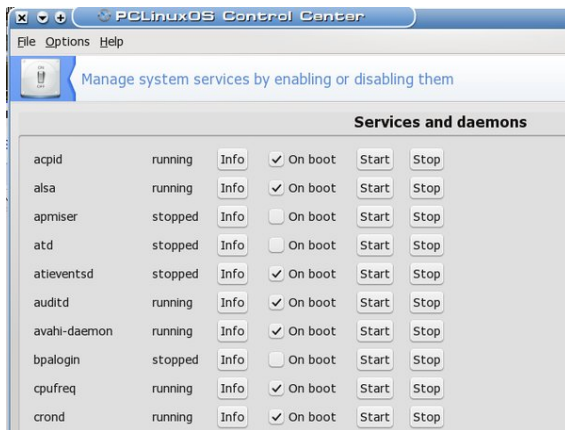 PCLinuxOS Control Center
File Options Help
Manage system services by enabling or disabling them
Services and daemons
acpid running Info On boot Start Stop
alsa running Info On boot Start Stop
apmiser stopped Info On boot Start Stop
atd stopped Info On boot Start Stop
atieventsd stopped Info On boot Start Stop
auditd running Info On boot Start Stop
avahi-daemon running Info On boot Start Stop
bpalogin stopped Info On boot Start Stop
cpufreq running Info On boot Start Stop
crond running Info On boot Start Stop